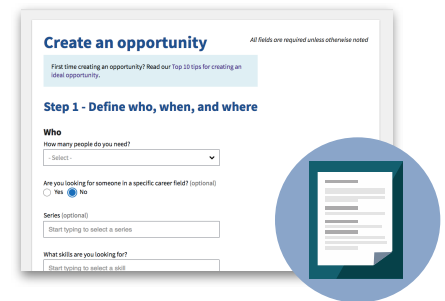 Create an opportunity
All fields are required unless otherwise noted
First time creating an opportunity? Read our Top 10 tips for creating an
ideal opportunity.
Step 1 - Define who, when, and where
Who
How many people do you need?
- Select -
Are you looking for someone in a specific career field? (optional)
Yes No
Series (optional)
Start typing to select a series
What skills are you looking for?
Start typing to select a skill